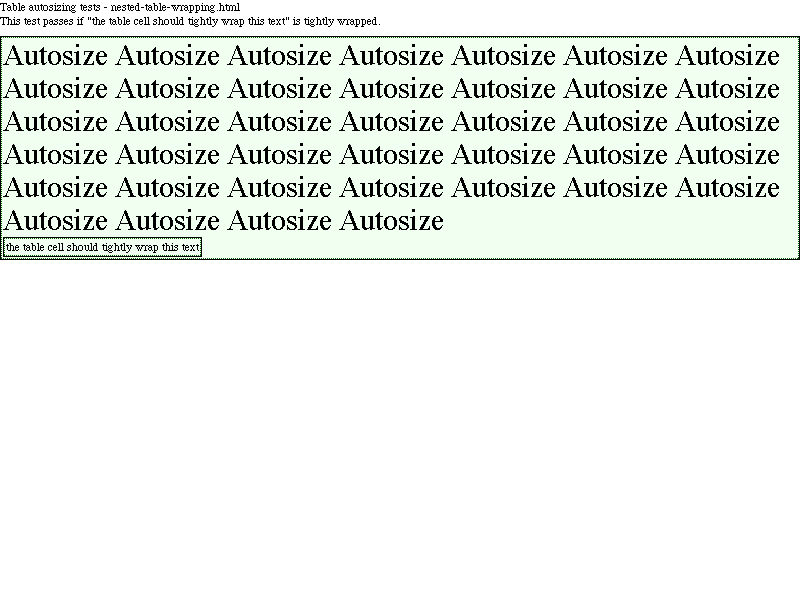 Table autosizing tests - nested-table-wrapping.html
This test passes if "the table cell should tightly wrap this text" is tightly wrapped.
Autosize Autosize Autosize Autosize Autosize Autosize Autosize
Autosize Autosize Autosize Autosize Autosize Autosize Autosize
Autosize Autosize Autosize Autosize Autosize Autosize Autosize
Autosize Autosize Autosize Autosize Autosize Autosize Autosize
Autosize Autosize Autosize Autosize Autosize Autosize Autosize
Autosize Autosize Autosize Autosize
the table cell should tightly wrap this text